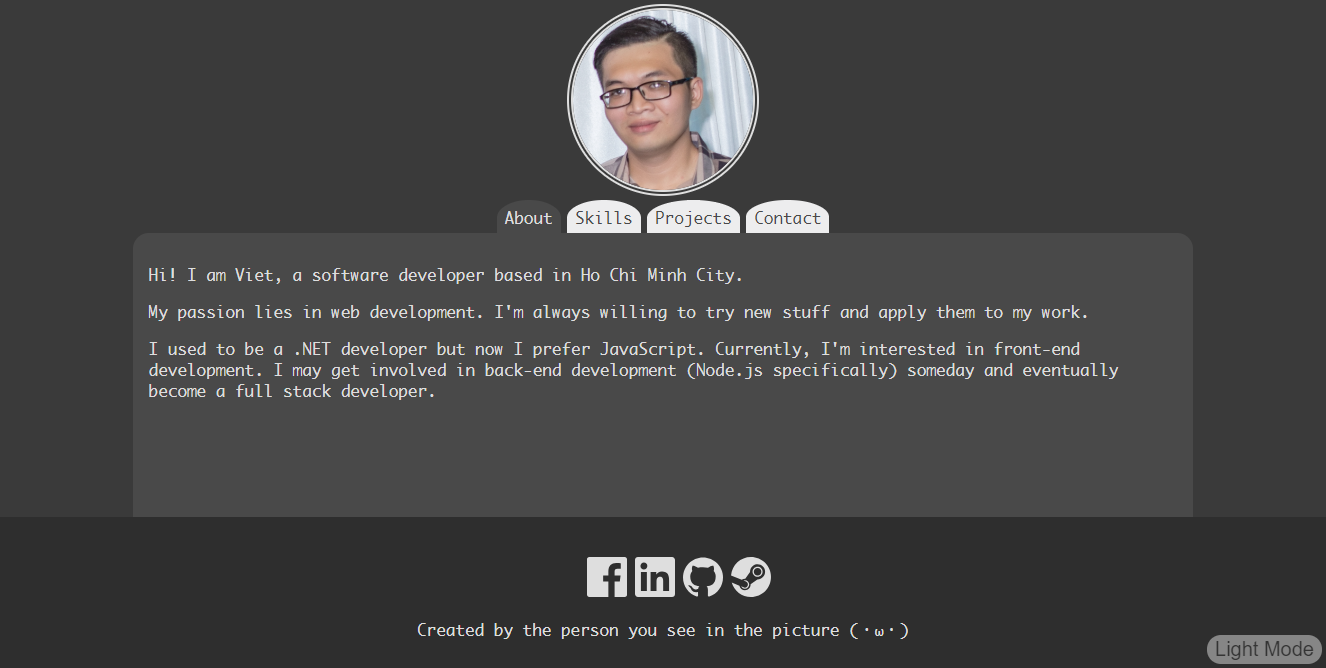 About Skills Projects Contact
Hi! I am Viet, a software developer based in Ho Chi Minh City.
My passion lies in web development. I'm always willing to try new stuff and apply them to my work.
I used to be a .NET developer but now I prefer JavaScript. Currently, I'm interested in front-end
development. I may get involved in back-end development (Node.js specifically) someday and eventually
become a full stack developer.
Created by the person you see in the picture (･ω･)
Light Mode